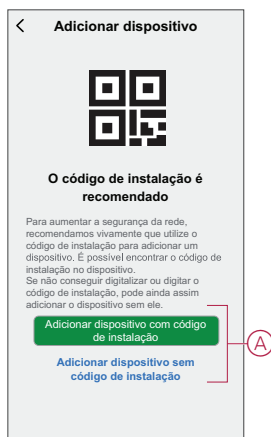 Adicionar dispositivo
O código de instalação é
recomendado
Para aumentar a segurança da rede,
recomendamos vivamente que utilize o
código de instalação para adicionar um
dispositivo. É possível encontrar o código de
instalação no dispositivo.
Se não conseguir digitalizar ou digitar o
código de instalação, pode ainda assim
adicionar o dispositivo sem ele.
Adicionar dispositivo com código
de instalação
A
Adicionar dispositivo sem
código de instalação